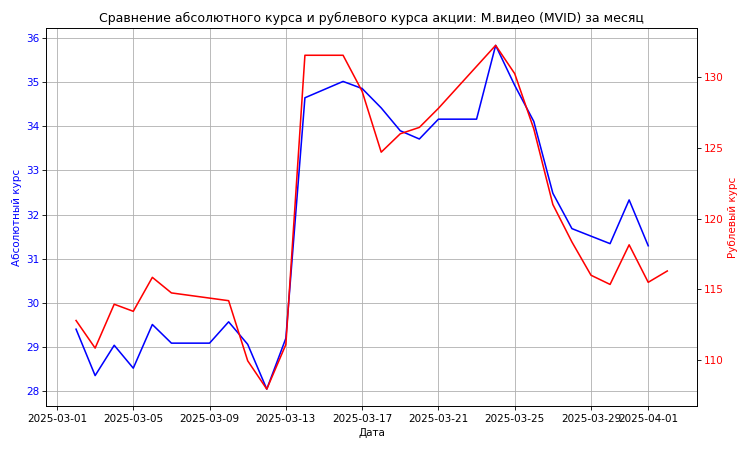 Сравнение абсолютного курса и рублевого курса акции: М.видео (MVID) за месяц
36
35
34
33
32
31
30
29
28
Абсолютный курс
130
125
120
115
110
Рублевый курс
2025-03-01 2025-03-05 2025-03-09 2025-03-13 2025-03-17 2025-03-21 2025-03-25 2025-03-29 2025-04-01
Дата